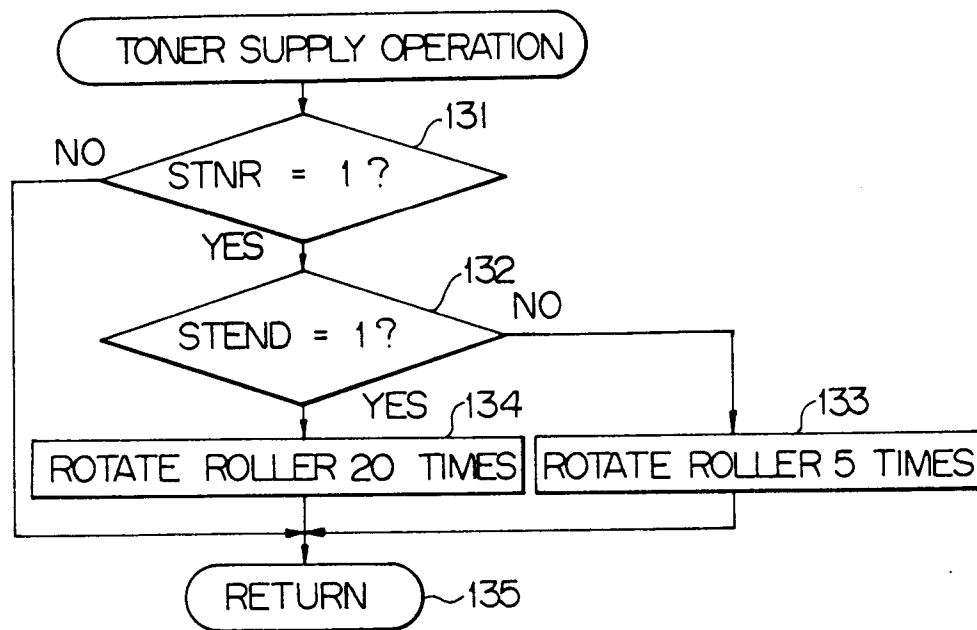 TONER SUPPLY OPERATION
131
NO
STNR = 1 ?
YES
132
NO
STEND = 1 ?
YES
134
133
ROTATE ROLLER 20 TIMES
ROTATE ROLLER 5 TIMES
RETURN
135